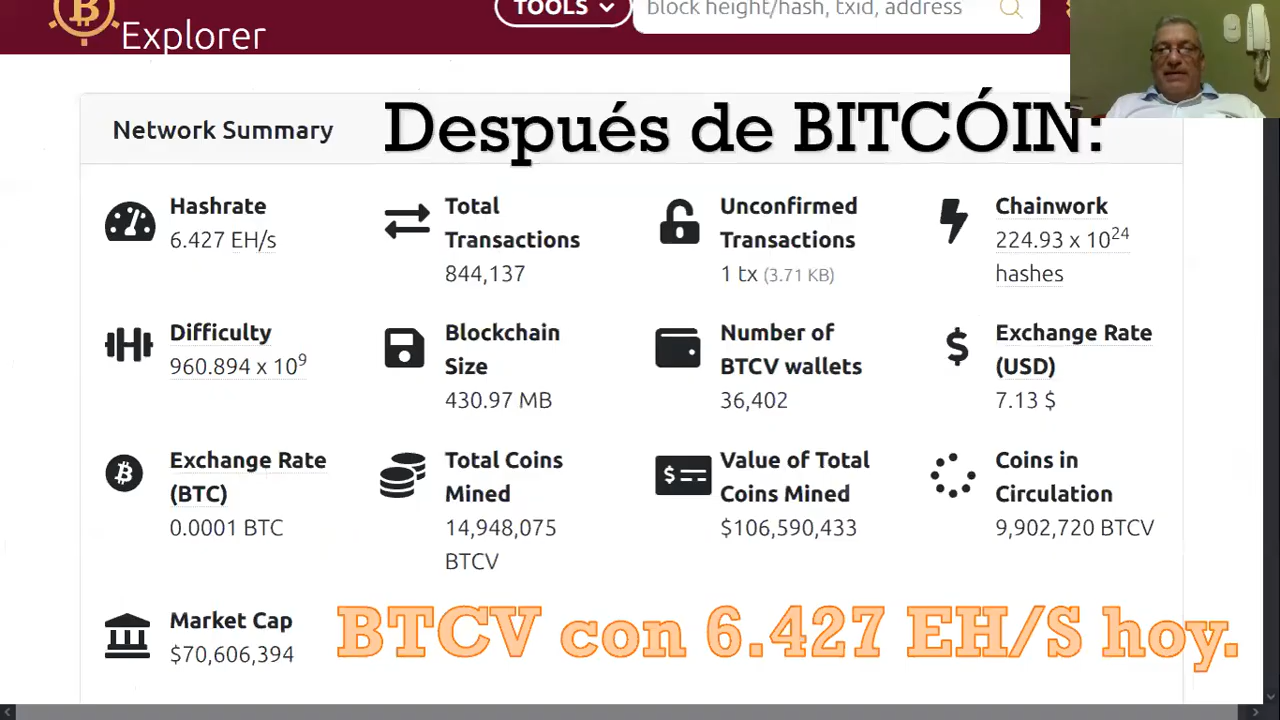 TOOLS
block height/hash, txid, address
Explorer
Network Summary
Después de BITCÓIN:
Hashrate
6.427 EH/s
Total
Transactions
844,137
Unconfirmed
Transactions
1 tx (3.71 KB)
Chainwork
224.93 x 10²⁴
hashes
Difficulty
960.894 x 10⁹
Blockchain
Size
430.97 MB
Number of
BTCV wallets
36,402
Exchange Rate
(USD)
7.13 $
Exchange Rate
(BTC)
0.0001 BTC
Total Coins
Mined
14,948,075
BTCV
Value of Total
Coins Mined
$106,590,433
Coins in
Circulation
9,902,720 BTCV
Market Cap
$70,606,394
BTCV con 6.427 EH/S hoy.